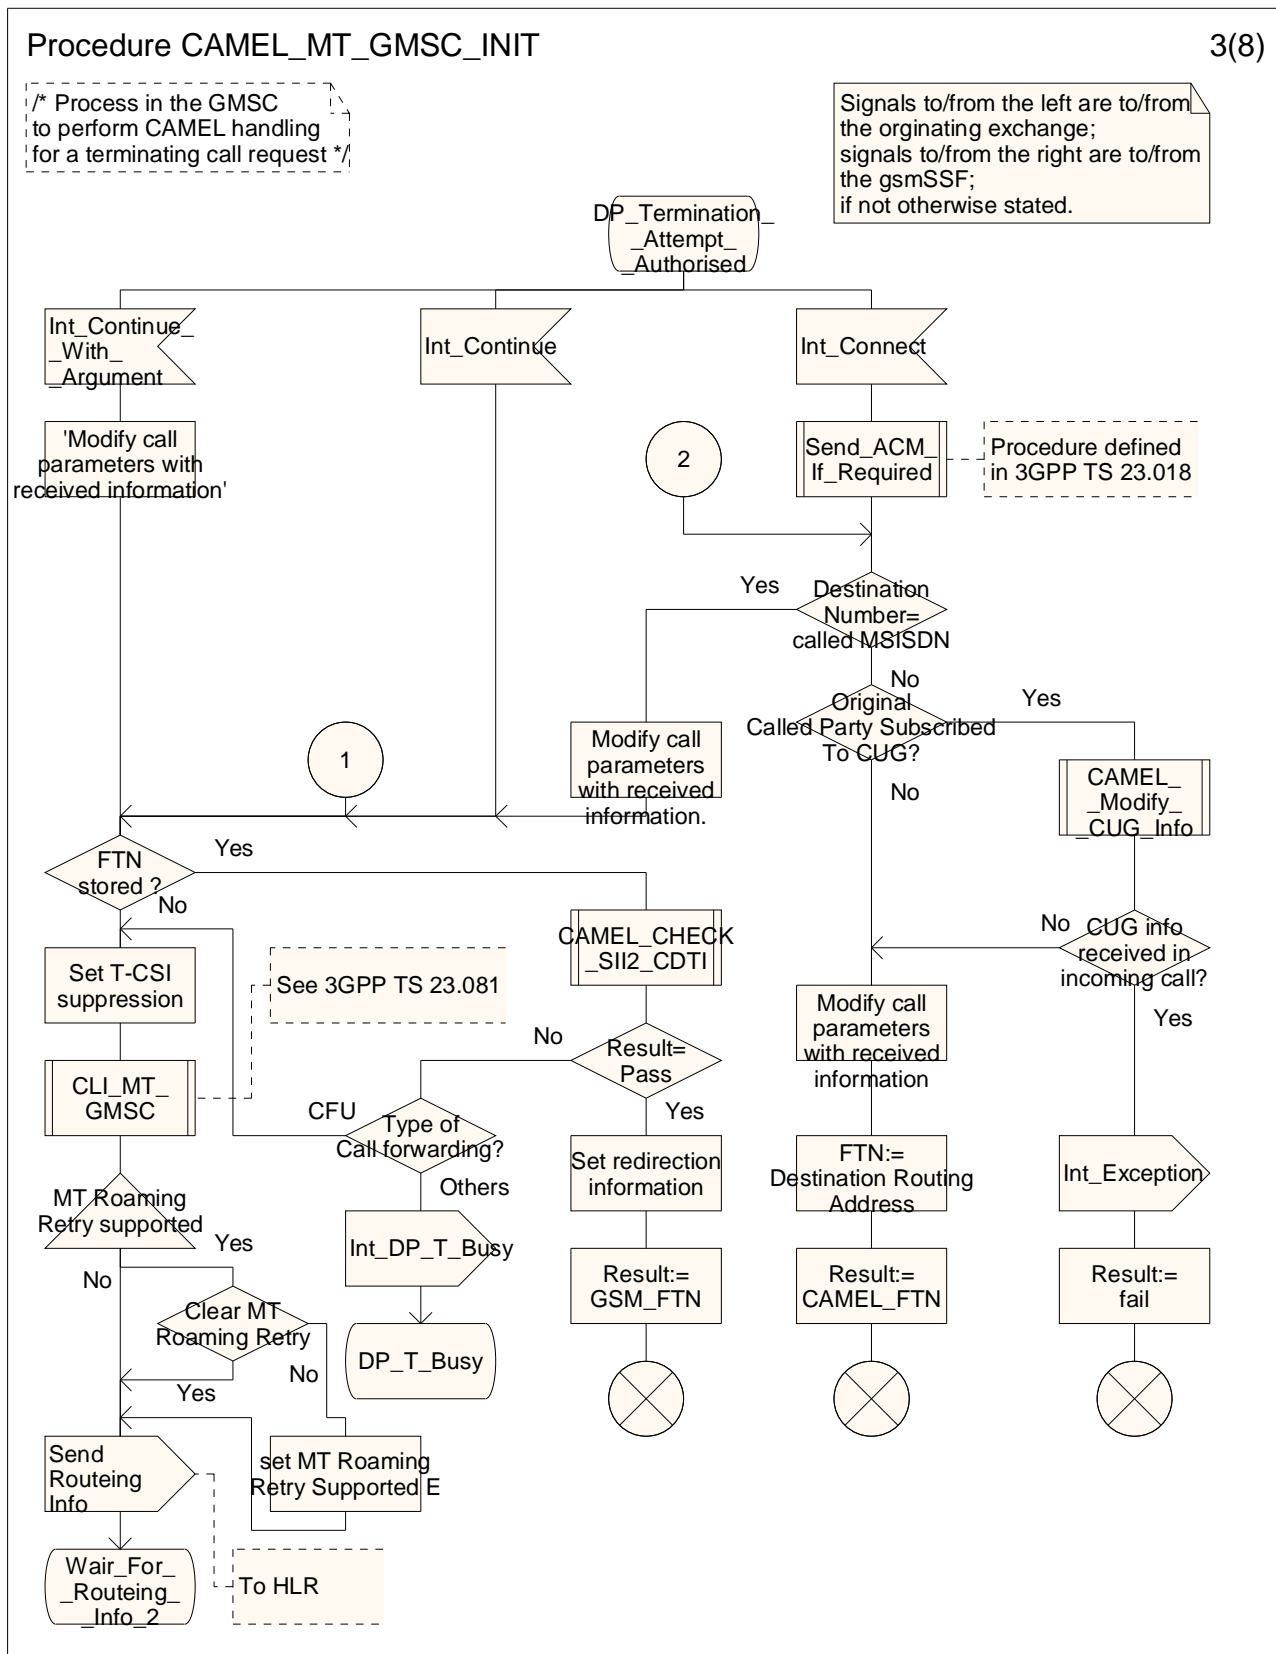 Procedure CAMEL_MT_GMSC_INIT
3(8)
/* Process in the GMSC
to perform CAMEL handling
for a terminating call request */
Signals to/from the left are to/from
the orginating exchange;
signals to/from the right are to/from
the gsmSSF;
if not otherwise stated.
DP_Termination_
_Attempt_
_Authorised
Int_Continue_
_With_
_Argument
Int_Continue
Int_Connect
'Modify call
parameters with
received information'
2
Send_ACM_
If_Required
Procedure defined
in 3GPP TS 23.018
Yes
Destination
Number=
called MSISDN
No
Original
Called Party Subscribed
To CUG?
Yes
No
1
Modify call
parameters
with received
information.
CAMEL_
_Modify_
_CUG_Info
FTN
stored ?
Yes
No
CAMEL_CHECK
_SII2_CDTI
No
CUG info
received in
incoming call?
Yes
Set T-CSI
suppression
See 3GPP TS 23.081
Modify call
parameters
with received
information
No
Result=
Pass
Yes
CLI_MT_
GMSC
CFU
Type of
Call forwarding?
Others
Set redirection
information
FTN:=
Destination Routing
Address
Int_Exception
MT Roaming
Retry supported
Yes
No
Int_DP_T_Busy
Result:=
GSM_FTN
Result:=
CAMEL_FTN
Result:=
fail
Clear MT
Roaming Retry
No
Yes
DP_T_Busy
Send
Routeing
Info
set MT Roaming
Retry Supported E
Wair_For_
_Routeing_
_Info_2
To HLR